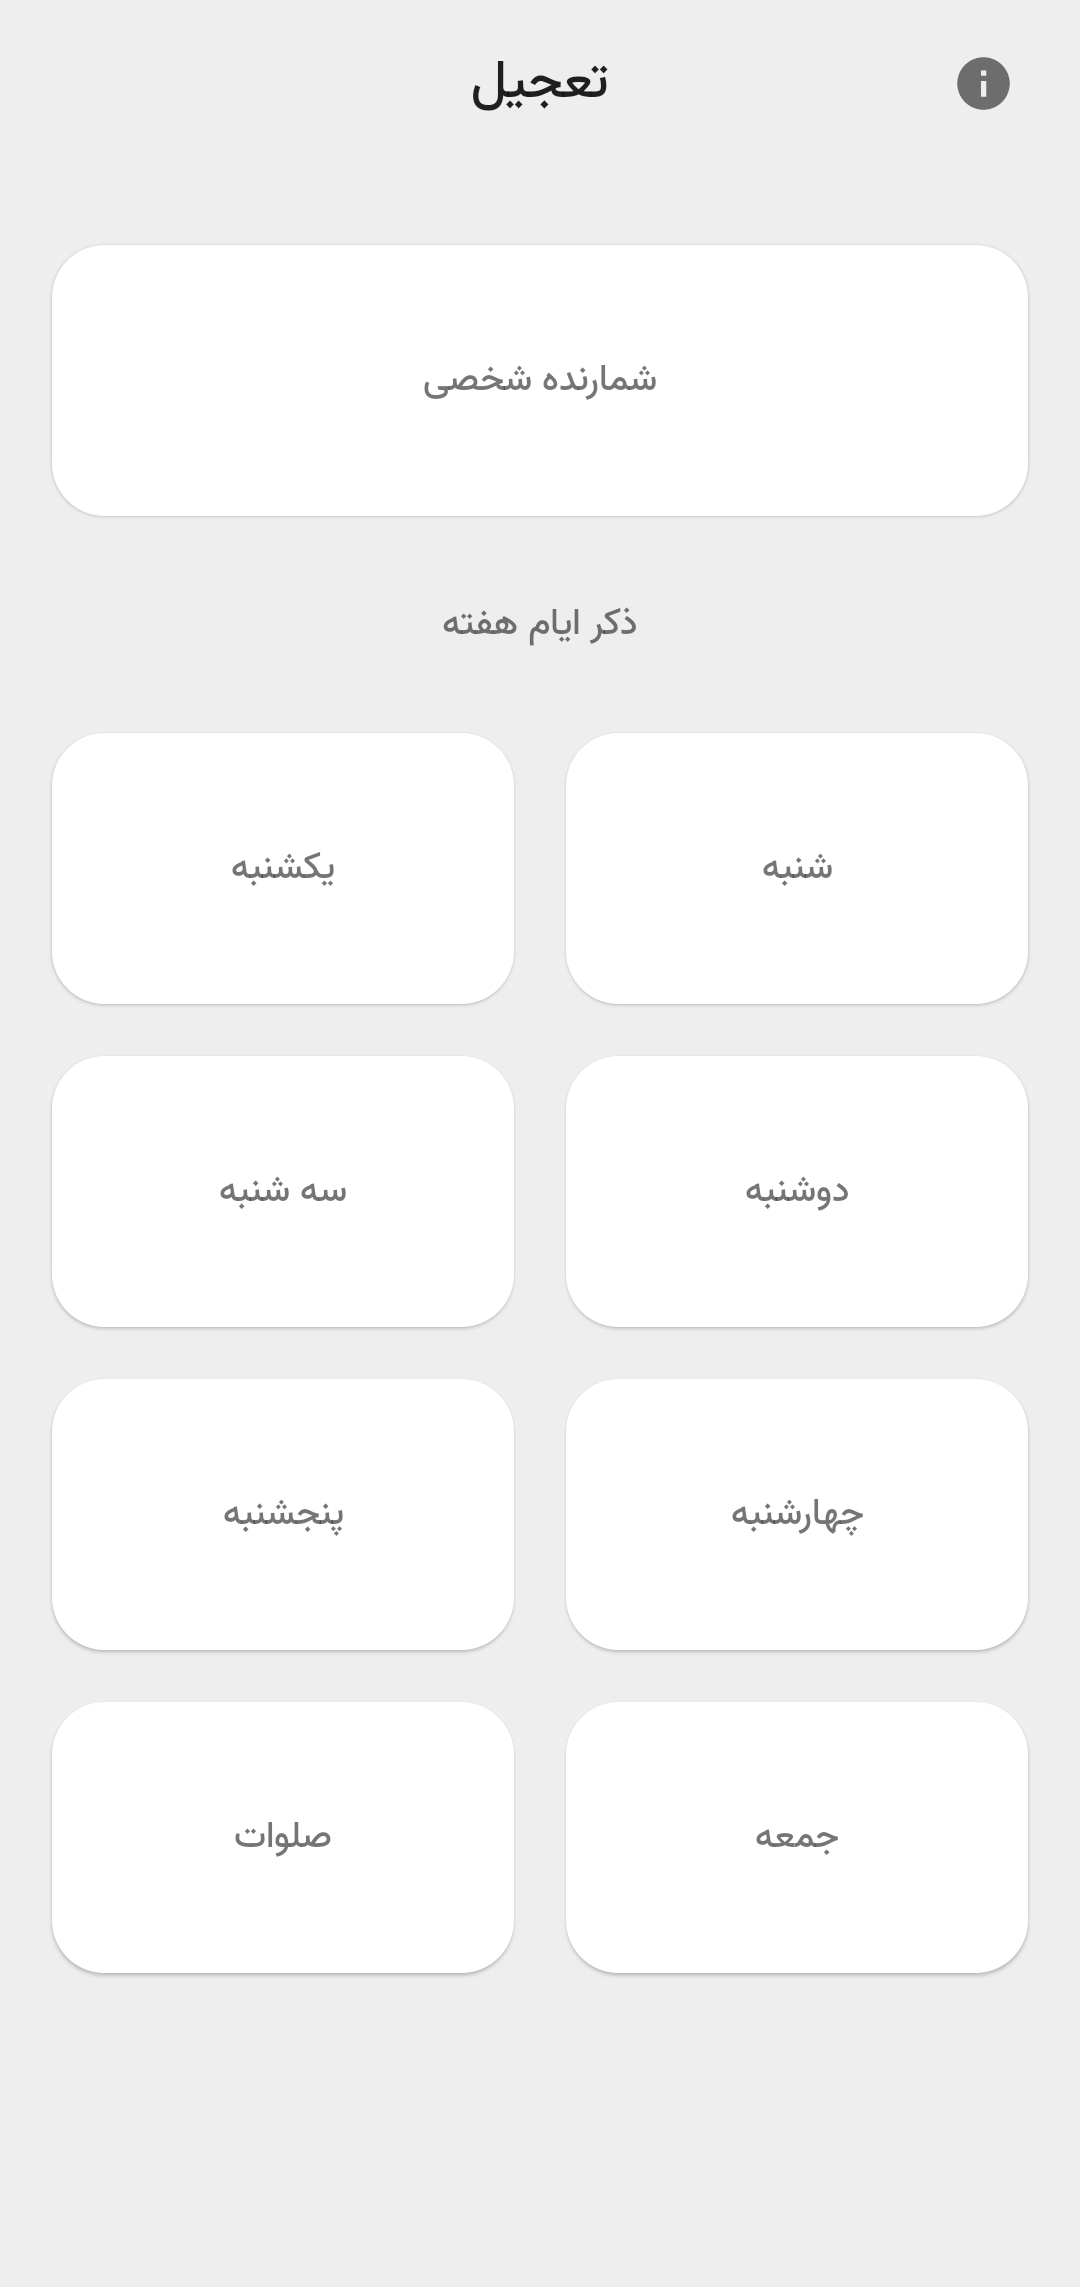 تعجیل
شمارنده شخصی
ذکر ایام هفته
شنبه
یکشنبه
دوشنبه
سه شنبه
چهارشنبه
پنجشنبه
جمعه
صلوات